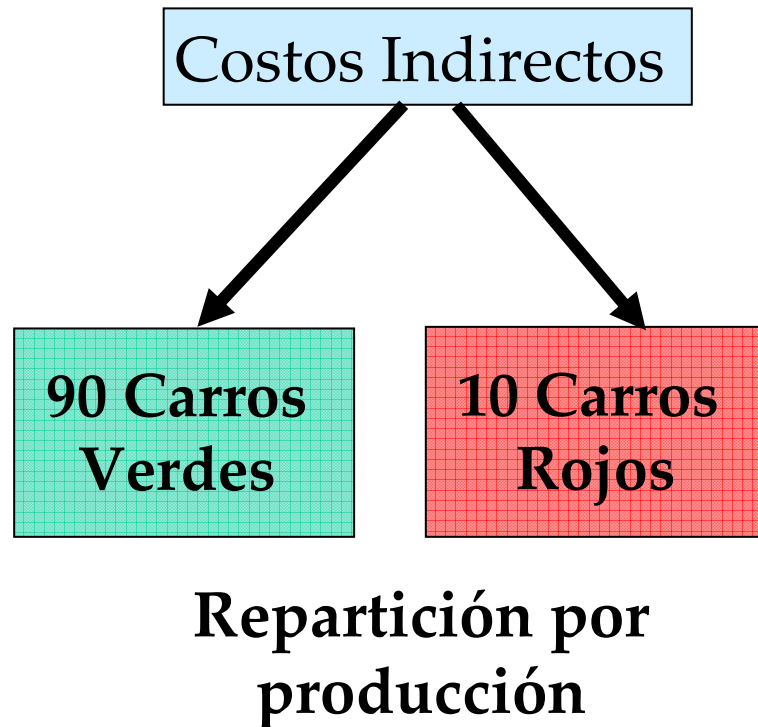 Costos Indirectos
90 Carros
Verdes
10 Carros
Rojos
Repartición por
producción